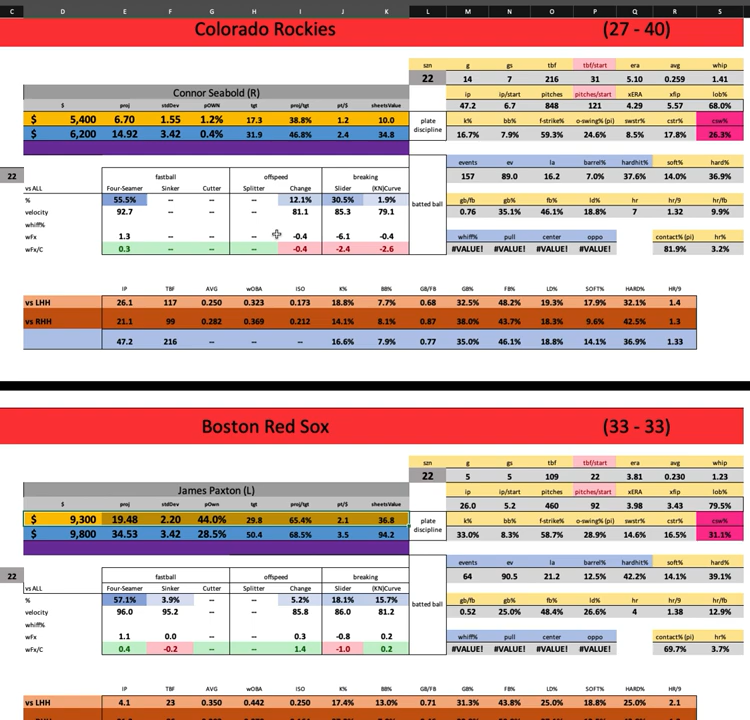 C D E F G H I J K L M N O P Q R S
Colorado Rockies (27 - 40)
szn g gs tbf tbf/start era avg whip
22 14 7 216 31 5.10 0.259 1.41
Connor Seabold (R) ip ip/start pitches pitches/start xERA xfip lob%
47.2 6.7 848 121 4.29 5.57 68.0%
$ proj stdDev pOWN tgt proj/tgt pt/$ sheetsValue
$ 5,400 6.70 1.55 1.2% 17.3 38.8% 1.2 10.0
plate discipline k% bb% f-strike% o-swing% (pi) swstr% cstr% csw%
$ 6,200 14.92 3.42 0.4% 31.9 46.8% 2.4 34.8
16.7% 7.9% 59.3% 24.6% 8.5% 17.8% 26.3%
events ev la barrel% hardhit% soft% hard%
22 fastball offspeed breaking 157 89.0 16.2 7.0% 37.6% 14.0% 36.9%
vs ALL Four-Seamer Sinker Cutter Splitter Change Slider (KN)Curve
% 55.5% -- -- -- 12.1% 30.5% 1.9%
batted ball gb/fb gb% fb% ld% hr hr/9 hr/fb
velocity 92.7 -- -- -- 81.1 85.3 79.1
0.76 35.1% 46.1% 18.8% 7 1.32 9.9%
whiff%
wFx 1.3 -- -- -- -0.4 -6.1 -0.4
whiff% pull center oppo contact% (pi) hr%
wFx/C 0.3 -- -- -- -0.4 -2.4 -2.6
#VALUE! #VALUE! #VALUE! #VALUE! 81.9% 3.2%
IP TBF AVG wOBA ISO K% BB% GB/FB GB% FB% LD% SOFT% HARD% HR/9
vs LHH 26.1 117 0.250 0.323 0.173 18.8% 7.7% 0.68 32.5% 48.2% 19.3% 17.9% 32.1% 1.4
vs RHH 21.1 99 0.282 0.369 0.212 14.1% 8.1% 0.87 38.0% 43.7% 18.3% 9.6% 42.5% 1.3
47.2 216 -- -- -- 16.6% 7.9% 0.77 35.0% 46.1% 18.8% 14.1% 36.9% 1.33
Boston Red Sox (33 - 33)
szn g gs tbf tbf/start era avg whip
22 5 5 109 22 3.81 0.230 1.23
James Paxton (L) ip ip/start pitches pitches/start xERA xfip lob%
26.0 5.2 460 92 3.98 3.43 79.5%
$ proj stdDev pOwn tgt proj/tgt pt/$ sheetsValue
$ 9,300 19.48 2.20 44.0% 29.8 65.4% 2.1 36.8
plate discipline k% bb% f-strike% o-swing% (pi) swstr% cstr% csw%
$ 9,800 34.53 3.42 28.5% 50.4 68.5% 3.5 94.2
33.0% 8.3% 58.7% 28.9% 14.6% 16.5% 31.1%
events ev la barrel% hardhit% soft% hard%
22 fastball offspeed breaking 64 90.5 21.2 12.5% 42.2% 14.1% 39.1%
vs ALL Four-Seamer Sinker Cutter Splitter Change Slider (KN)Curve
% 57.1% 3.9% -- -- 5.2% 18.1% 15.7%
batted ball gb/fb gb% fb% ld% hr hr/9 hr/fb
velocity 96.0 95.2 -- -- 85.8 86.0 81.2
0.52 25.0% 48.4% 26.6% 4 1.38 12.9%
whiff%
wFx 1.1 0.0 -- -- 0.3 -0.8 0.2
whiff% pull center oppo contact% (pi) hr%
wFx/C 0.4 -0.2 -- -- 1.4 -1.0 0.2
#VALUE! #VALUE! #VALUE! #VALUE! 69.7% 3.7%
IP TBF AVG wOBA ISO K% BB% GB/FB GB% FB% LD% SOFT% HARD% HR/9
vs LHH 4.1 23 0.350 0.442 0.250 17.4% 13.0% 0.71 31.3% 43.8% 25.0% 18.8% 25.0% 2.1